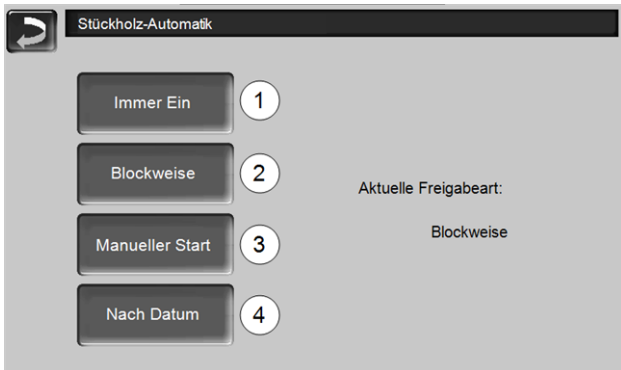 Stückholz-Automatik
Immer Ein
1
Blockweise
2
Aktuelle Freigabeart:
Manueller Start
3
Blockweise
Nach Datum
4